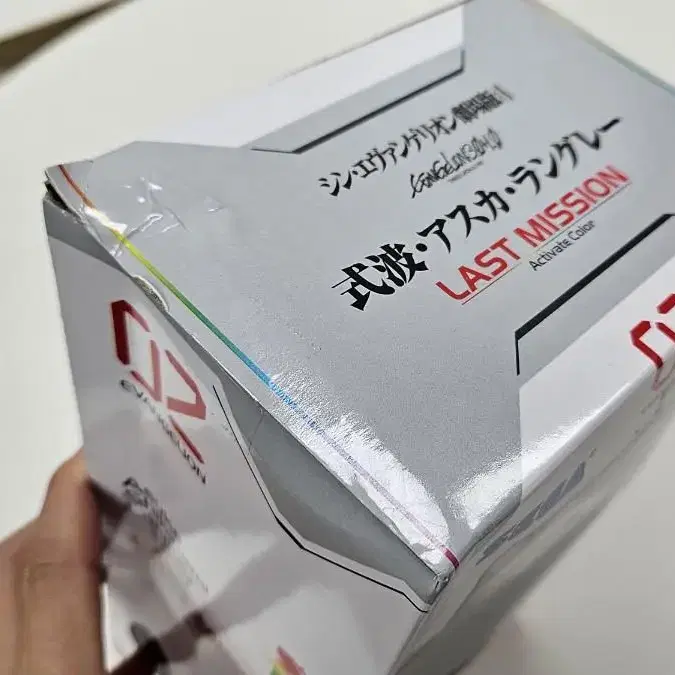 シン・エヴァンゲリオン劇場版
EVANGELION:3.0+1.0
式波・アスカ・ラングレー
LAST MISSION
Activate Color
EVANGELION